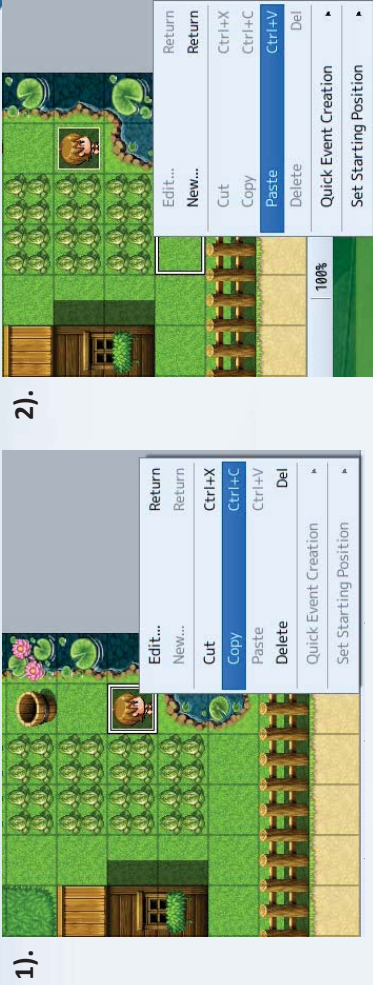 1).
Edit... Return
New... Return
Cut Ctrl+X
Copy Ctrl+C
Paste Ctrl+V
Delete Del
Quick Event Creation
Set Starting Position
2).
Edit... Return
New... Return
Cut Ctrl+X
Copy Ctrl+C
Paste Ctrl+V
Delete Del
Quick Event Creation
Set Starting Position
100%